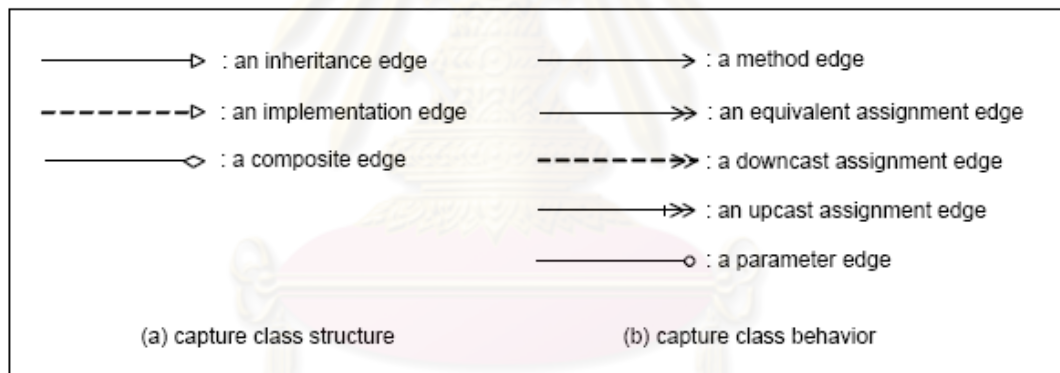 : an inheritance edge
: an implementation edge
: a composite edge
(a) capture class structure
: a method edge
: an equivalent assignment edge
: a downcast assignment edge
: an upcast assignment edge
: a parameter edge
(b) capture class behavior